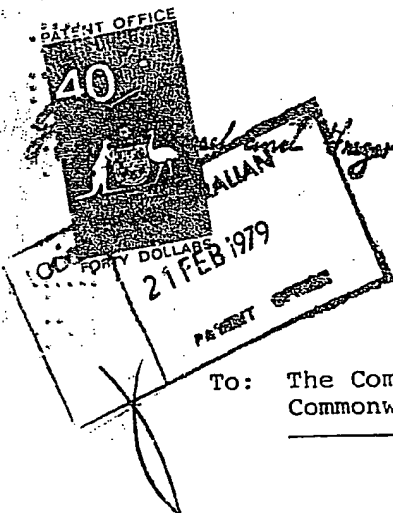 PATENT OFFICE
40
FORTY DOLLARS
21 FEB 1979
PATENT
To: The Com
Commonw